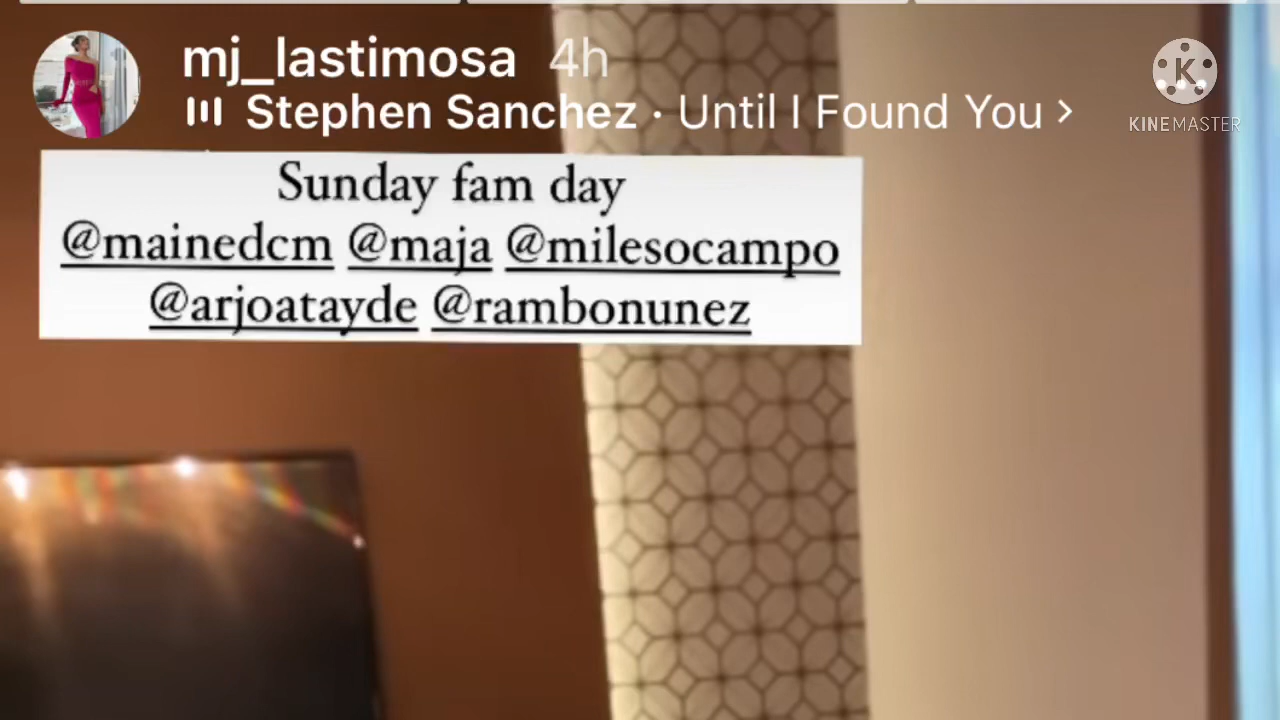 mj_lastimosa 4h
Stephen Sanchez · Until I Found You >
K
KINEMASTER
Sunday fam day
@mainedcm @maja @milesocampo
@arjoatayde @rambonunez